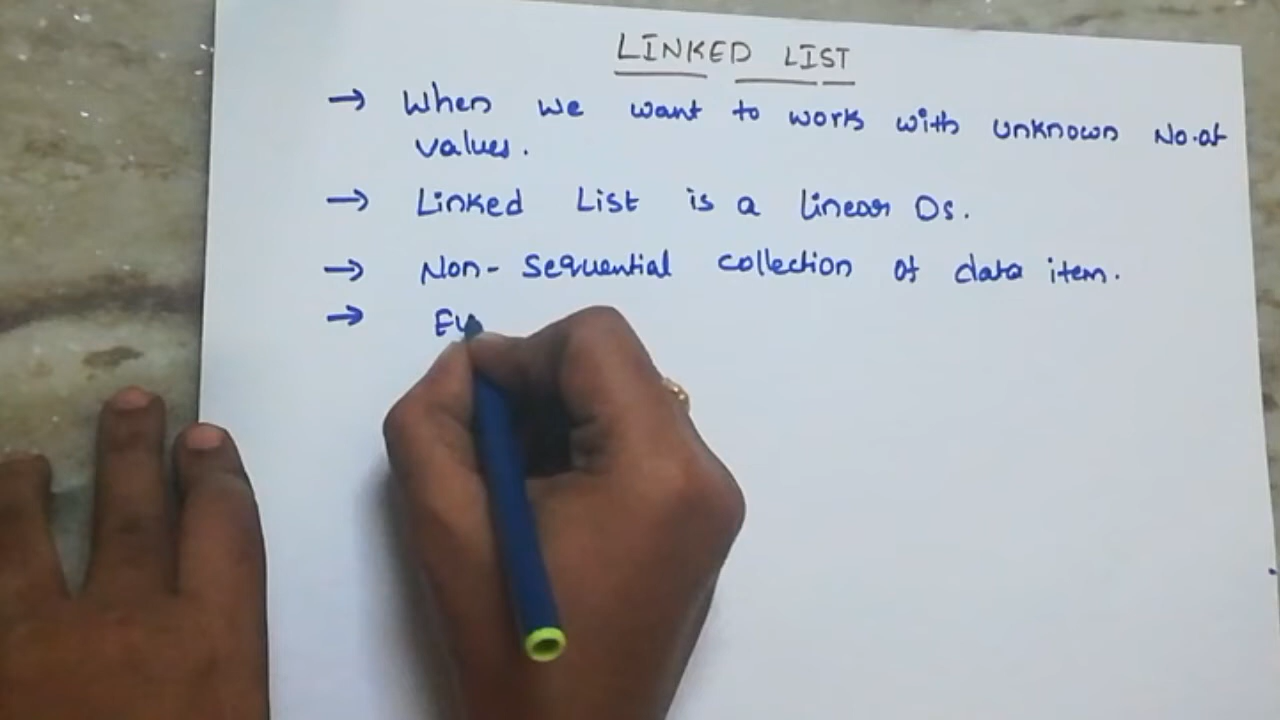 LINKED LIST
→ When we want to work with unknown No.of
values.
→ Linked List is a linear Ds.
→ Non-Sequential collection of data item.
→